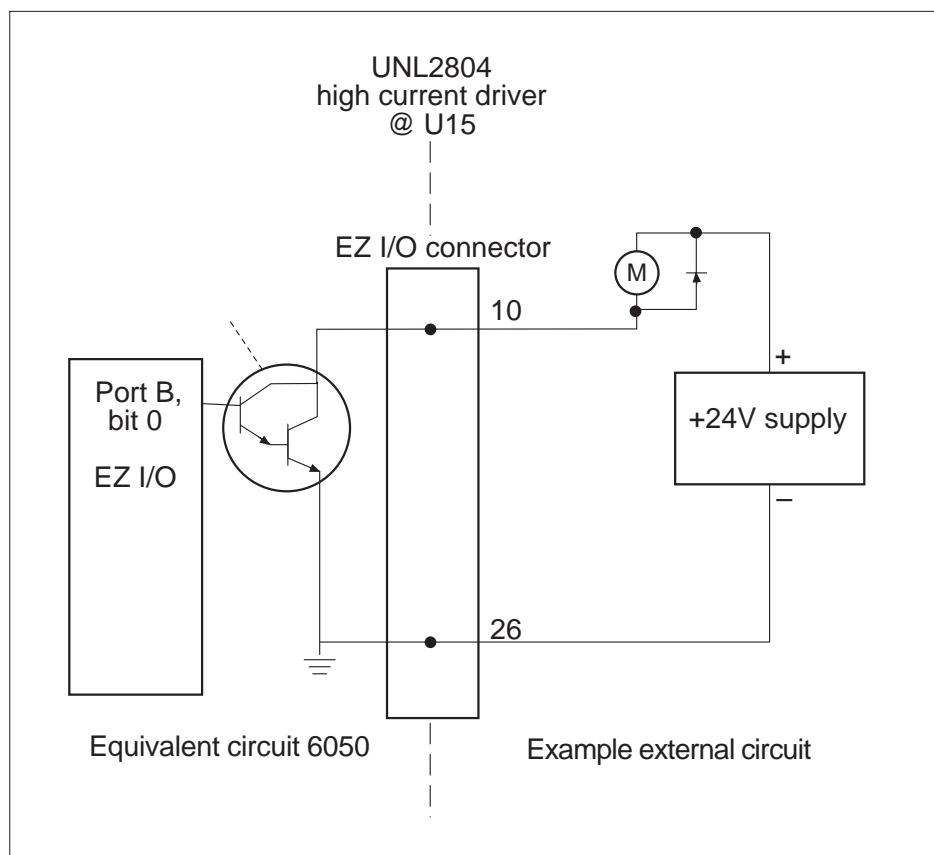 UNL2804
high current driver
@ U15
EZ I/O connector
M
10
+
Port B,
bit 0
EZ I/O
+24V supply
–
26
Equivalent circuit 6050
Example external circuit